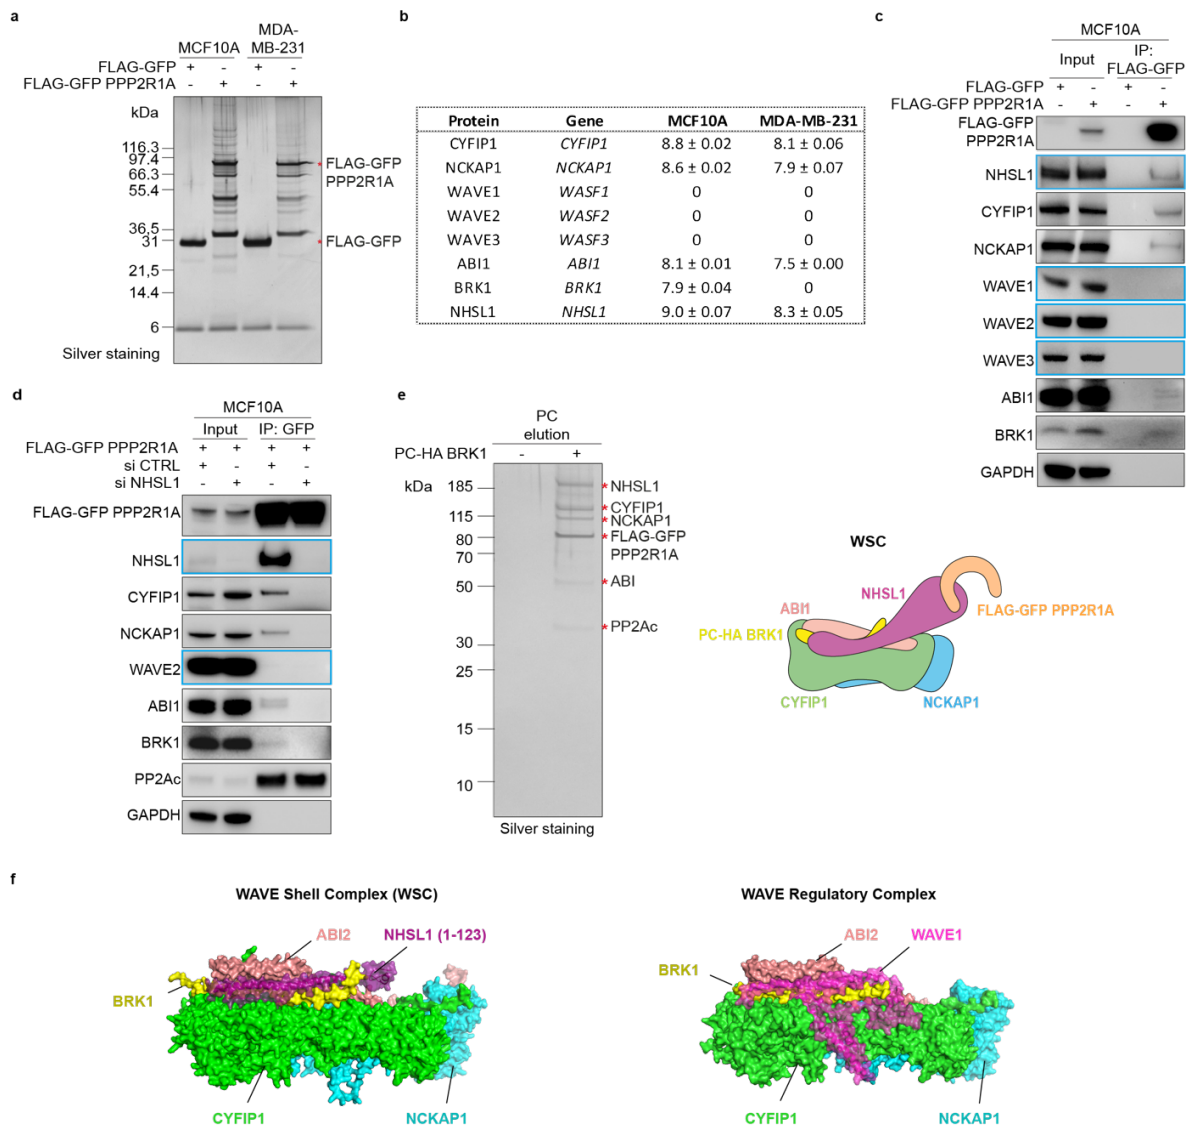 a
MCF10A
MDA-
MB-231
FLAG-GFP + - + -
FLAG-GFP PPP2R1A - + - +
kDa
116.3
97.4
66.3
55.4
36.5
31
21,5
14.4
6
FLAG-GFP
PPP2R1A
FLAG-GFP
Silver staining
b
Protein Gene MCF10A MDA-MB-231
CYFIP1 CYFIP1 8.8 ± 0.02 8.1 ± 0.06
NCKAP1 NCKAP1 8.6 ± 0.02 7.9 ± 0.07
WAVE1 WASF1 0 0
WAVE2 WASF2 0 0
WAVE3 WASF3 0 0
ABI1 ABI1 8.1 ± 0.01 7.5 ± 0.00
BRK1 BRK1 7.9 ± 0.04 0
NHSL1 NHSL1 9.0 ± 0.07 8.3 ± 0.05
c
MCF10A
Input
IP:
FLAG-GFP
FLAG-GFP + - + -
FLAG-GFP PPP2R1A - + - +
FLAG-GFP
PPP2R1A
NHSL1
CYFIP1
NCKAP1
WAVE1
WAVE2
WAVE3
ABI1
BRK1
GAPDH
d
MCF10A
Input IP: GFP
FLAG-GFP PPP2R1A + + + +
si CTRL + - + -
si NHSL1 - + - +
FLAG-GFP PPP2R1A
NHSL1
CYFIP1
NCKAP1
WAVE2
ABI1
BRK1
PP2Ac
GAPDH
e
PC
elution
PC-HA BRK1 - +
kDa
185
115
80
70
50
30
25
15
10
* NHSL1
* CYFIP1
* NCKAP1
* FLAG-GFP
PPP2R1A
* ABI
* PP2Ac
Silver staining
WSC
NHSL1
ABI1
FLAG-GFP PPP2R1A
PC-HA BRK1
CYFIP1
NCKAP1
f
WAVE Shell Complex (WSC)
ABI2
NHSL1 (1-123)
BRK1
CYFIP1
NCKAP1
WAVE Regulatory Complex
ABI2
WAVE1
BRK1
CYFIP1
NCKAP1